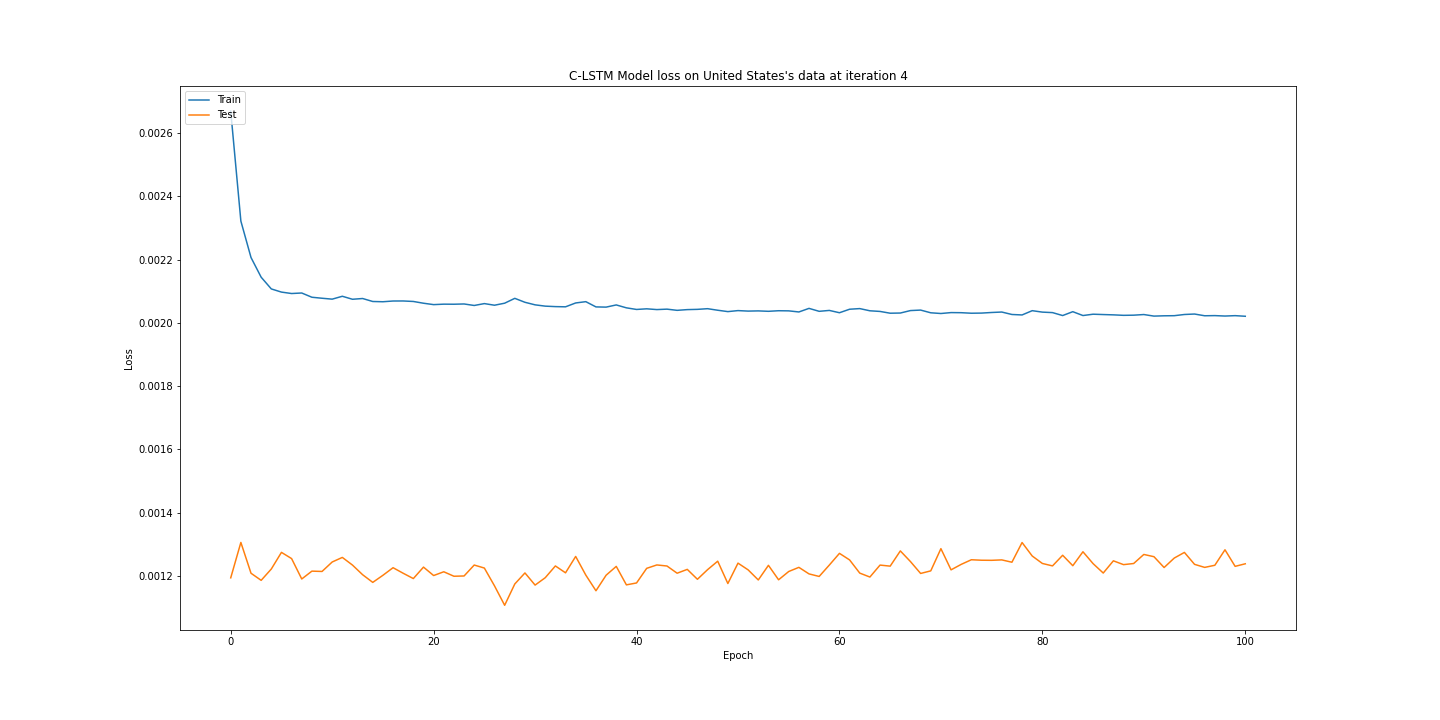 C-LSTM Model loss on United States's data at iteration 4
Train
Test
0.0026
0.0024
0.0022
0.0020
0.0018
0.0016
0.0014
0.0012
Loss
0 20 40 60 80 100
Epoch